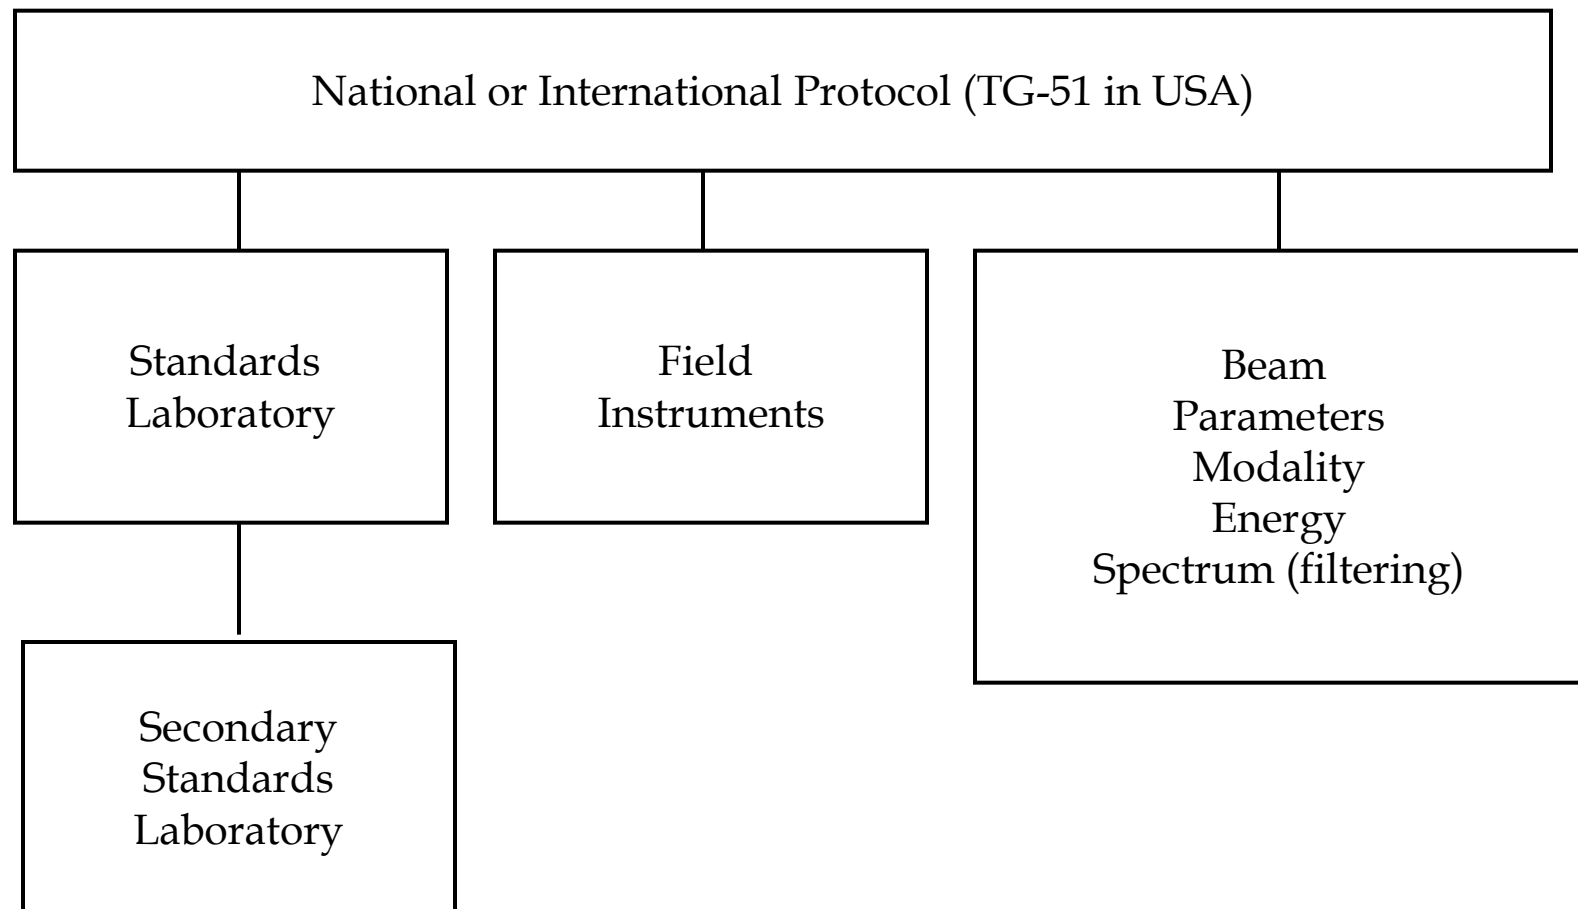 National or International Protocol (TG-51 in USA)
Standards
Laboratory
Field
Instruments
Beam
Parameters
Modality
Energy
Spectrum (filtering)
Secondary
Standards
Laboratory